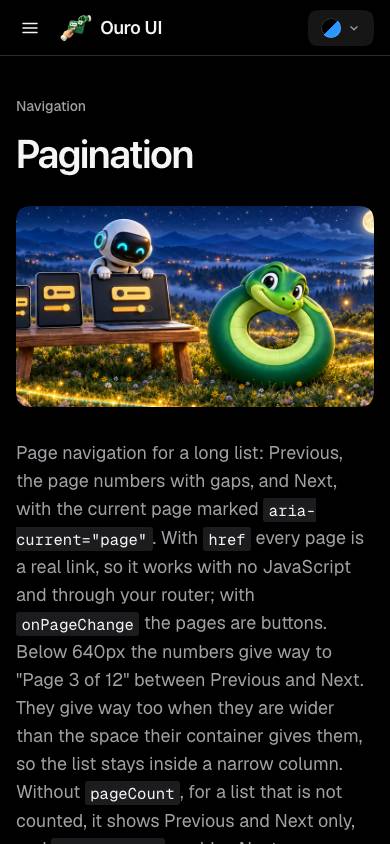 Ouro UI
Navigation
Pagination
Page navigation for a long list: Previous,
the page numbers with gaps, and Next,
with the current page marked aria-
current="page". With href every page is
a real link, so it works with no JavaScript
and through your router; with
onPageChange the pages are buttons.
Below 640px the numbers give way to
"Page 3 of 12" between Previous and Next.
They give way too when they are wider
than the space their container gives them,
so the list stays inside a narrow column.
Without pageCount, for a list that is not
counted, it shows Previous and Next only,